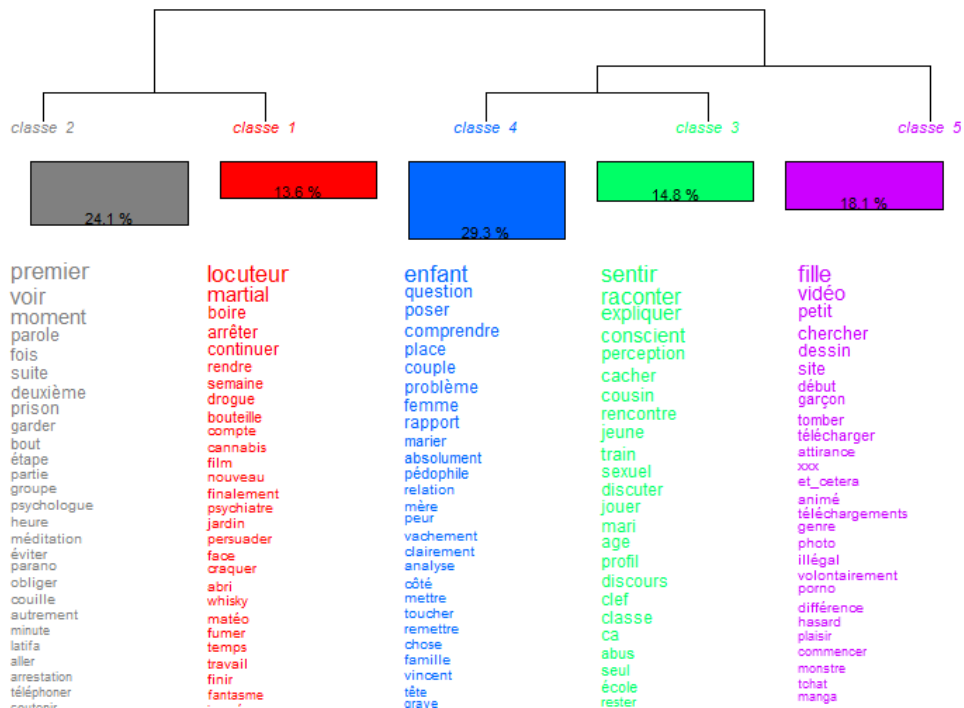 classe 2
classe 1
classe 4
classe 3
classe 5
24.1 %
13.6 %
29.3 %
14.8 %
18.1 %
premier
voir
moment
parole
fois
suite
deuxième
prison
garder
bout
étape
partie
groupe
psychologue
heure
méditation
éviter
parano
obliger
couille
autrement
minute
latifa
aller
arrestation
téléphoner
locuteur
martial
boire
arrêter
continuer
rendre
semaine
drogue
bouteille
compte
cannabis
film
nouveau
finalement
psychiatre
jardin
persuader
face
craquer
abri
whisky
matéo
fumer
temps
travail
finir
fantasme
enfant
question
poser
comprendre
place
couple
problème
femme
rapport
marier
absolument
pédophile
relation
mère
peur
vachement
clairement
analyse
côté
mettre
toucher
remettre
chose
famille
vincent
tête
grave
sentir
raconter
expliquer
conscient
perception
cacher
cousin
rencontre
jeune
train
sexuel
discuter
jouer
mari
age
profil
discours
clef
classe
ca
abus
seul
école
rester
fille
vidéo
petit
chercher
dessin
site
début
garçon
tomber
télécharger
attirance
xxx
et_cetera
animé
téléchargements
genre
photo
illégal
volontairement
porno
différence
hasard
plaisir
commencer
monstre
tchat
manga